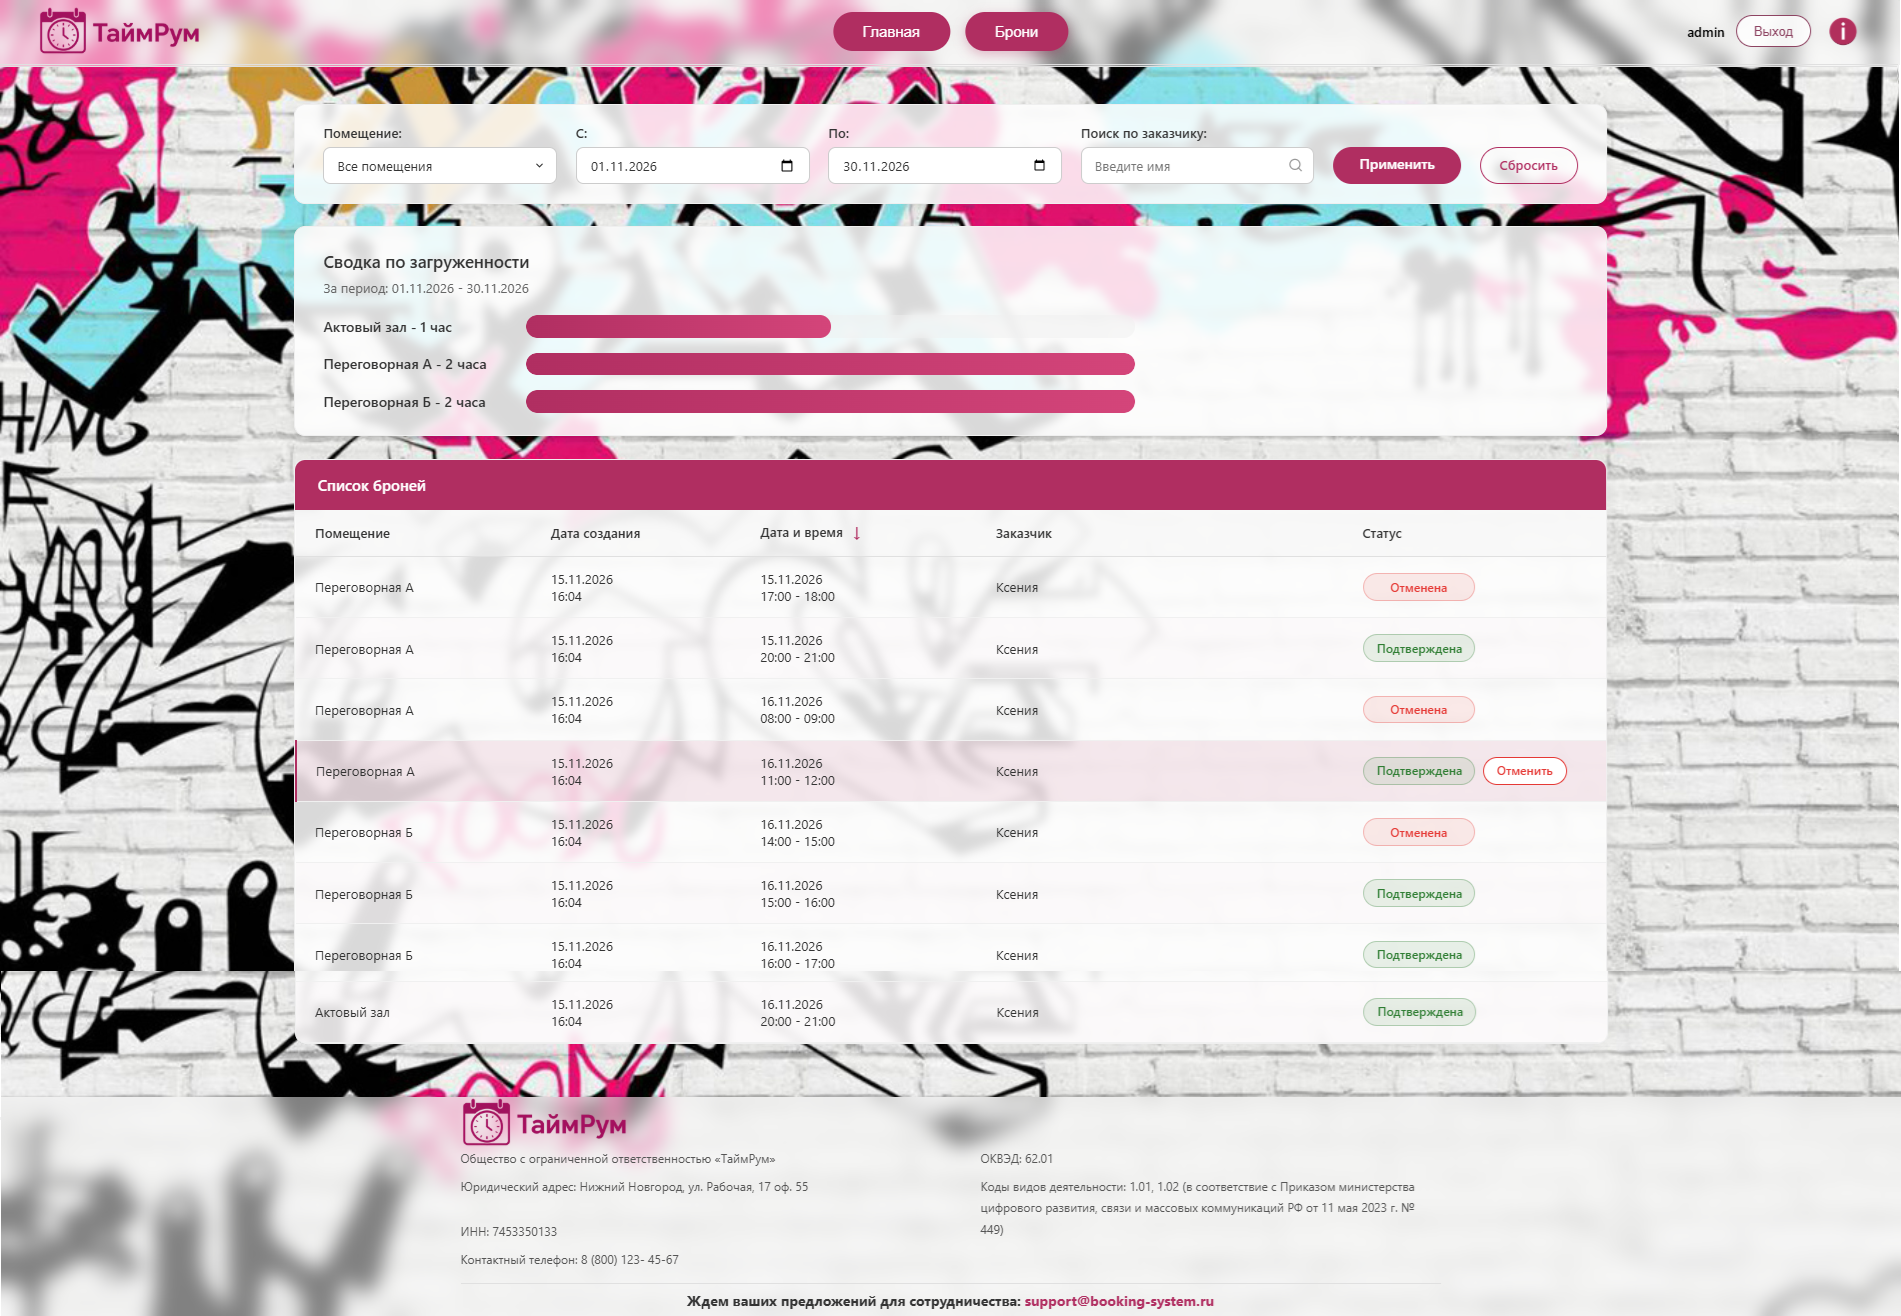 ТаймРум
Главная
Брони
admin
Выход
i
Помещение:
С:
По:
Поиск по заказчику:
Все помещения
01.11.2026
30.11.2026
Введите имя
Применить
Сбросить
Сводка по загруженности
За период: 01.11.2026 - 30.11.2026
Актовый зал - 1 час
Переговорная А - 2 часа
Переговорная Б - 2 часа
Список броней
Помещение
Дата создания
Дата и время ↓
Заказчик
Статус
Переговорная А
15.11.2026
16:04
15.11.2026
17:00 - 18:00
Ксения
Отменена
Переговорная А
15.11.2026
16:04
15.11.2026
20:00 - 21:00
Ксения
Подтверждена
Переговорная А
15.11.2026
16:04
16.11.2026
08:00 - 09:00
Ксения
Отменена
Переговорная А
15.11.2026
16:04
16.11.2026
11:00 - 12:00
Ксения
Подтверждена
Отменить
Переговорная Б
15.11.2026
16:04
16.11.2026
14:00 - 15:00
Ксения
Отменена
Переговорная Б
15.11.2026
16:04
16.11.2026
15:00 - 16:00
Ксения
Подтверждена
Переговорная Б
15.11.2026
16:04
16.11.2026
16:00 - 17:00
Ксения
Подтверждена
Актовый зал
15.11.2026
16:04
16.11.2026
20:00 - 21:00
Ксения
Подтверждена
ТаймРум
Общество с ограниченной ответственностью «ТаймРум»
Юридический адрес: Нижний Новгород, ул. Рабочая, 17 оф. 55
ИНН: 7453350133
Контактный телефон: 8 (800) 123- 45-67
ОКВЭД: 62.01
Коды видов деятельности: 1.01, 1.02 (в соответствие с Приказом министерства
цифрового развития, связи и массовых коммуникаций РФ от 11 мая 2023 г. №
449)
Ждем ваших предложений для сотрудничества: support@booking-system.ru